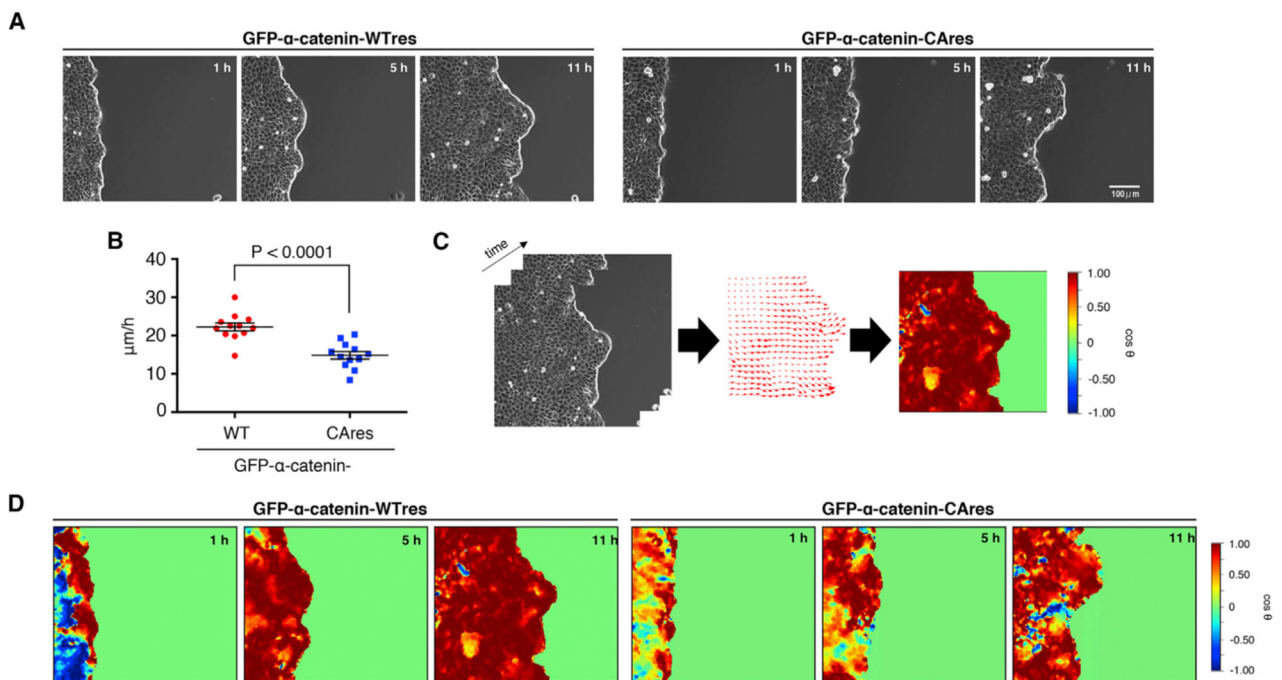 A
GFP-α-catenin-WTres
GFP-α-catenin-CAres
1 h
5 h
11 h
1 h
5 h
11 h
100μm
B
P < 0.0001
40
30
20
10
0
μm/h
WT
CAres
GFP-α-catenin-
C
time
1.00
0.50
0
-0.50
-1.00
cos θ
D
GFP-α-catenin-WTres
GFP-α-catenin-CAres
1 h
5 h
11 h
1 h
5 h
11 h
1.00
0.50
0
-0.50
-1.00
cos θ